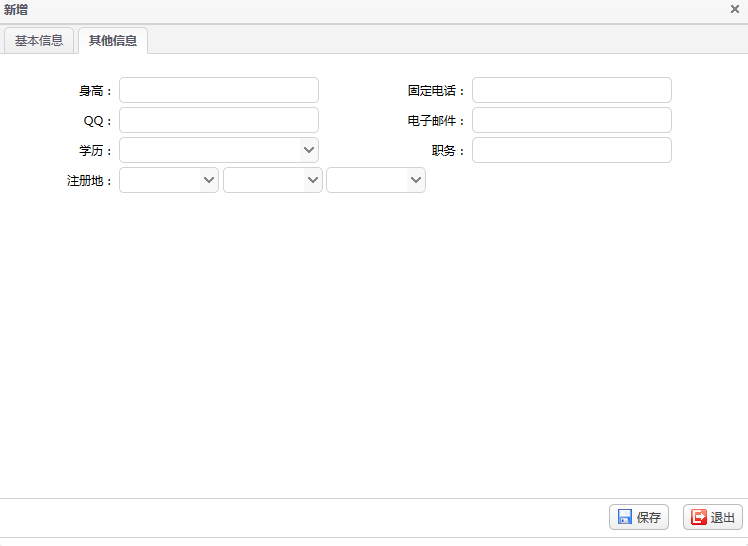 新增
基本信息 其他信息
身高： 固定电话：
QQ： 电子邮件：
学历： 职务：
注册地：
保存 退出